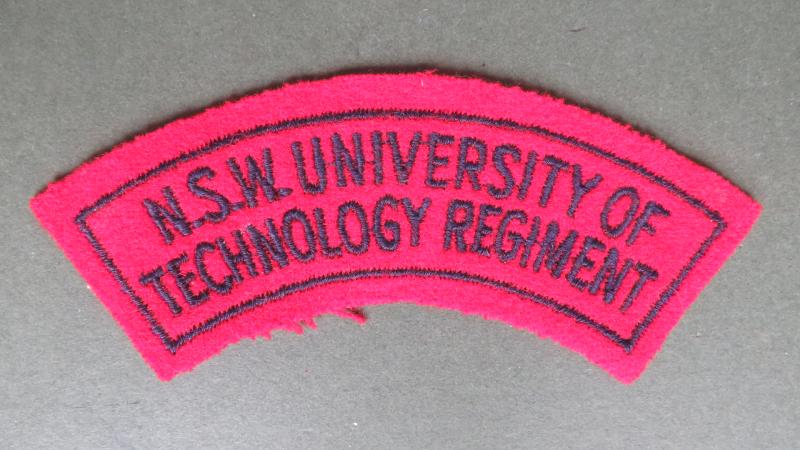 N.S.W. UNIVERSITY OF
TECHNOLOGY REGIMENT